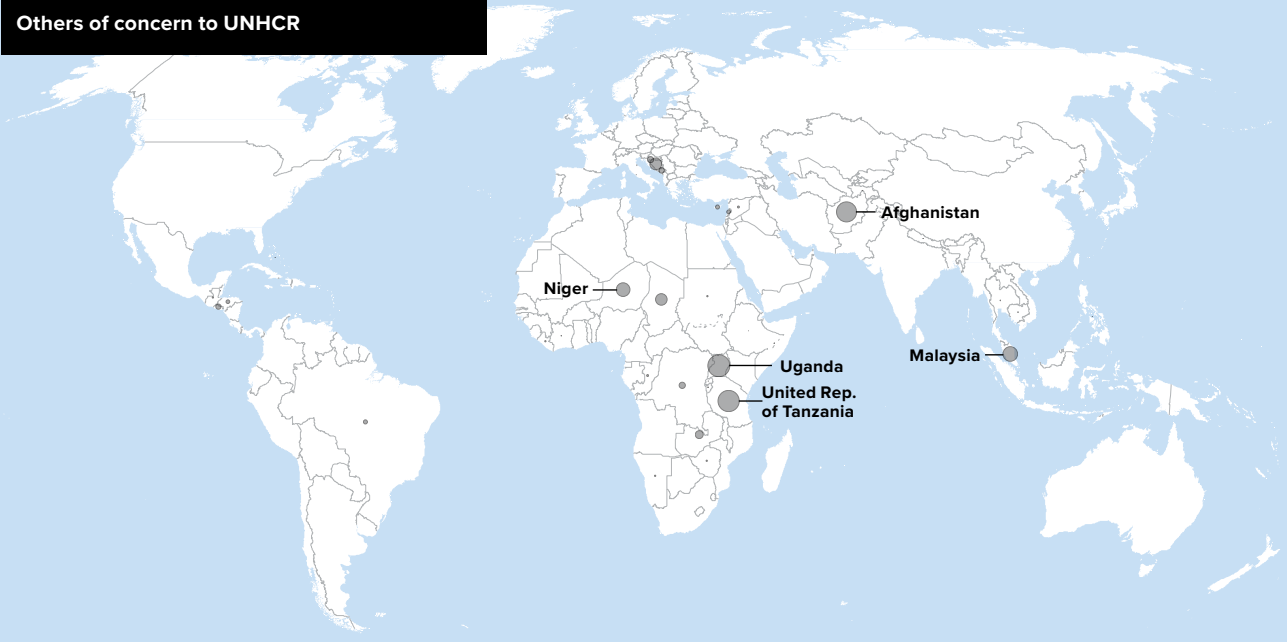 Others of concern to UNHCR
Afghanistan
Niger
Malaysia
Uganda
United Rep.
of Tanzania